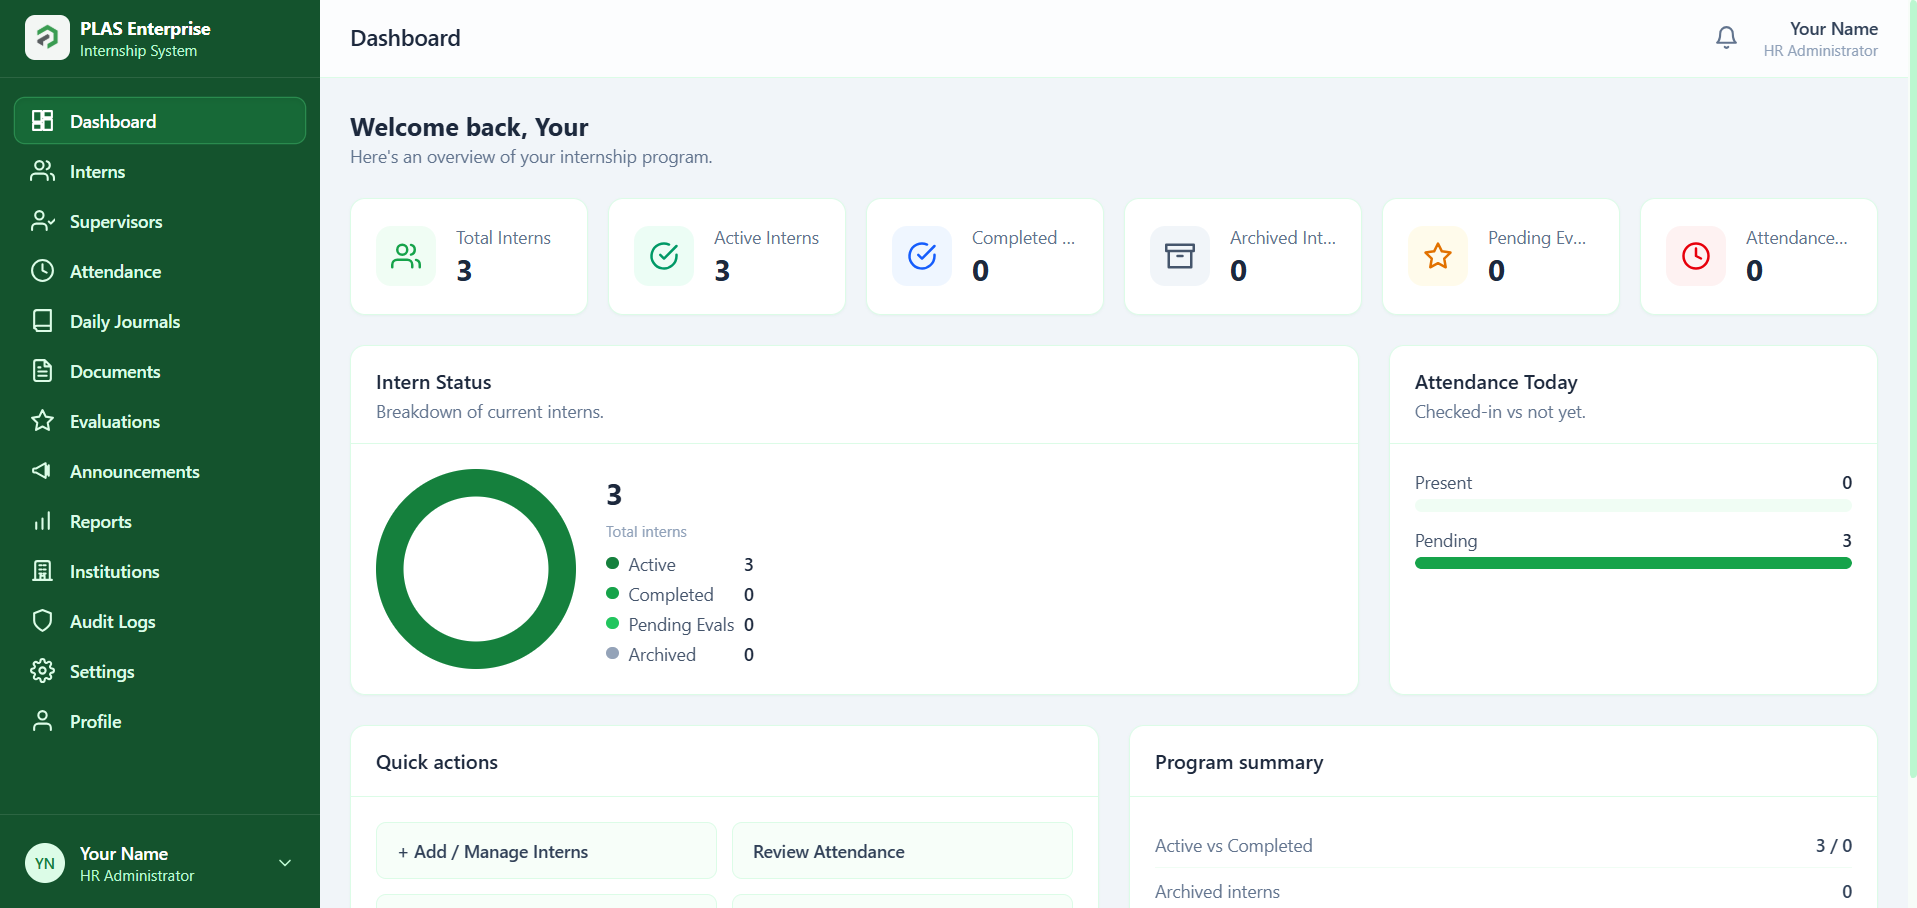 PLAS Enterprise
Internship System
Dashboard
Interns
Supervisors
Attendance
Daily Journals
Documents
Evaluations
Announcements
Reports
Institutions
Audit Logs
Settings
Profile
YN
Your Name
HR Administrator
Dashboard
Your Name
HR Administrator
Welcome back, Your
Here's an overview of your internship program.
Total Interns
3
Active Interns
3
Completed ...
0
Archived Int...
0
Pending Ev...
0
Attendance...
0
Intern Status
Breakdown of current interns.
3
Total interns
Active 3
Completed 0
Pending Evals 0
Archived 0
Attendance Today
Checked-in vs not yet.
Present 0
Pending 3
Quick actions
+ Add / Manage Interns
Review Attendance
Program summary
Active vs Completed 3 / 0
Archived interns 0